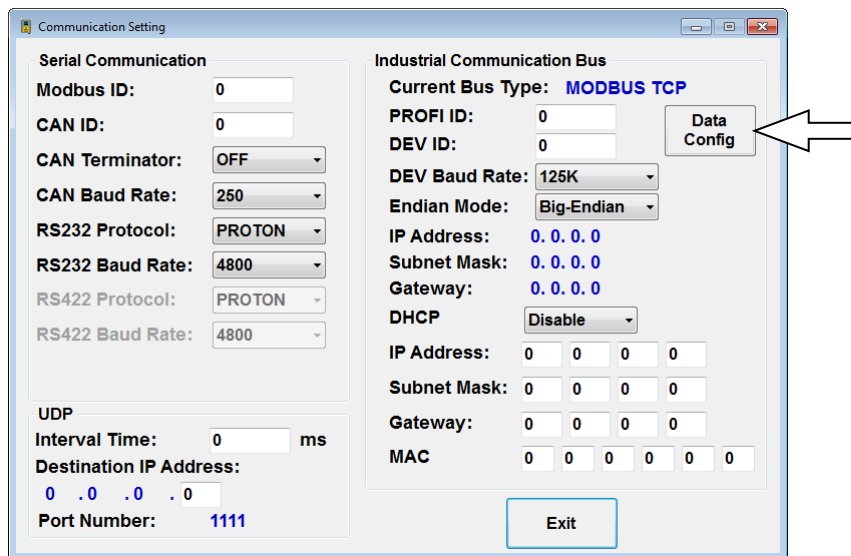 Communication Setting
Serial Communication
Modbus ID: 0
CAN ID: 0
CAN Terminator: OFF
CAN Baud Rate: 250
RS232 Protocol: PROTON
RS232 Baud Rate: 4800
RS422 Protocol: PROTON
RS422 Baud Rate: 4800
UDP
Interval Time: 0 ms
Destination IP Address:
0 .0 .0 .0
Port Number: 1111
Industrial Communication Bus
Current Bus Type: MODBUS TCP
PROFI ID: 0
DEV ID: 0
Data
Config
DEV Baud Rate: 125K
Endian Mode: Big-Endian
IP Address: 0. 0. 0. 0
Subnet Mask: 0. 0. 0. 0
Gateway: 0. 0. 0. 0
DHCP Disable
IP Address: 0 0 0 0
Subnet Mask: 0 0 0 0
Gateway: 0 0 0 0
MAC 0 0 0 0 0 0
Exit